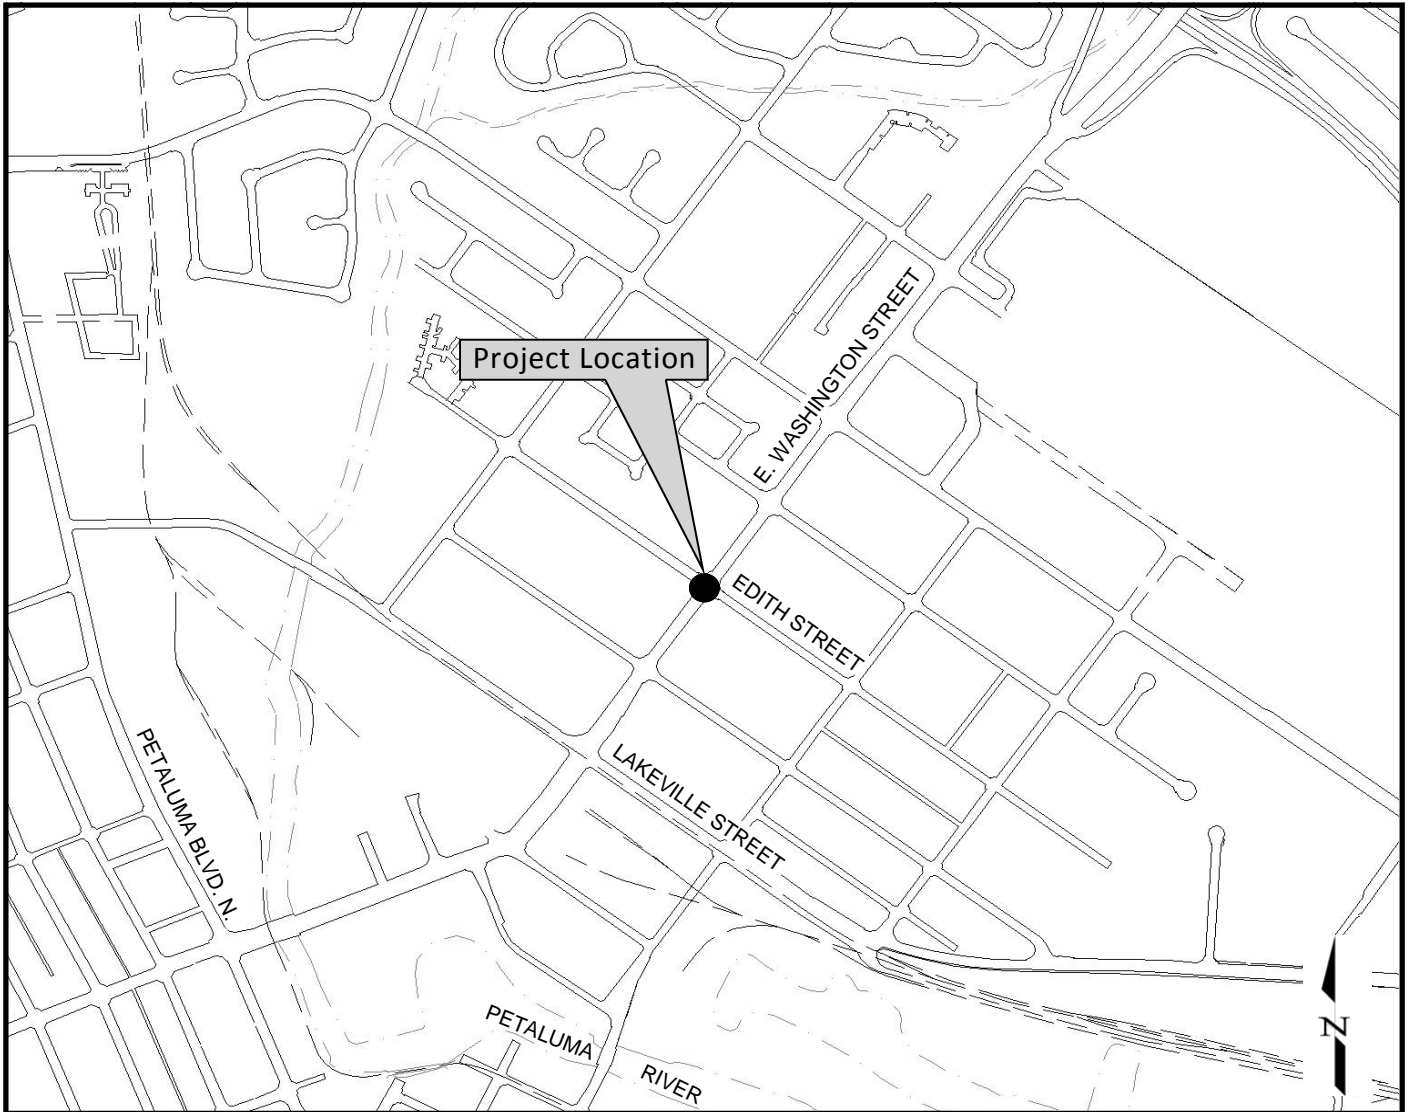 Project Location
E. WASHINGTON STREET
EDITH STREET
LAKEVILLE STREET
PETALUMA BLVD. N.
PETALUMA
RIVER
N